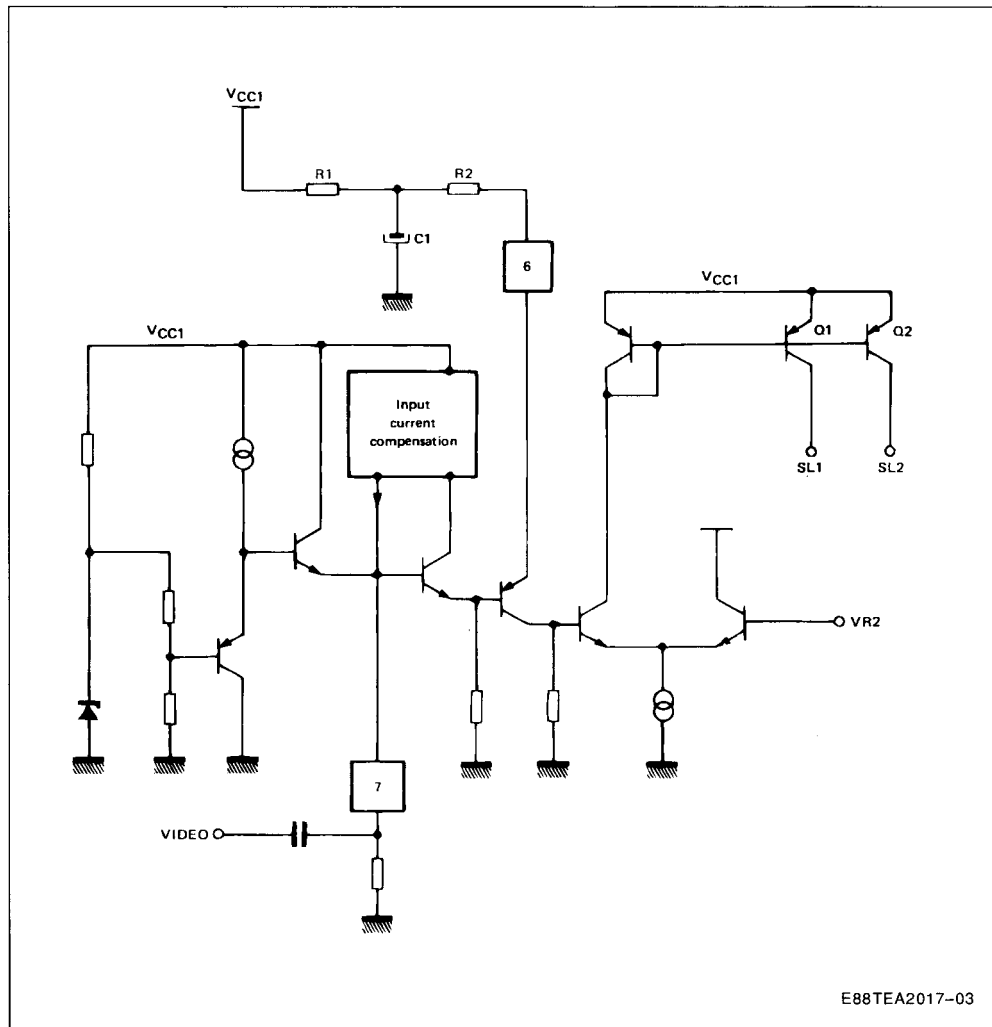 VCC1
R1
R2
C1
6
VCC1
Q1
Q2
VCC1
Input
current
compensation
SL1
SL2
VR2
7
VIDEO
E88TEA2017-03